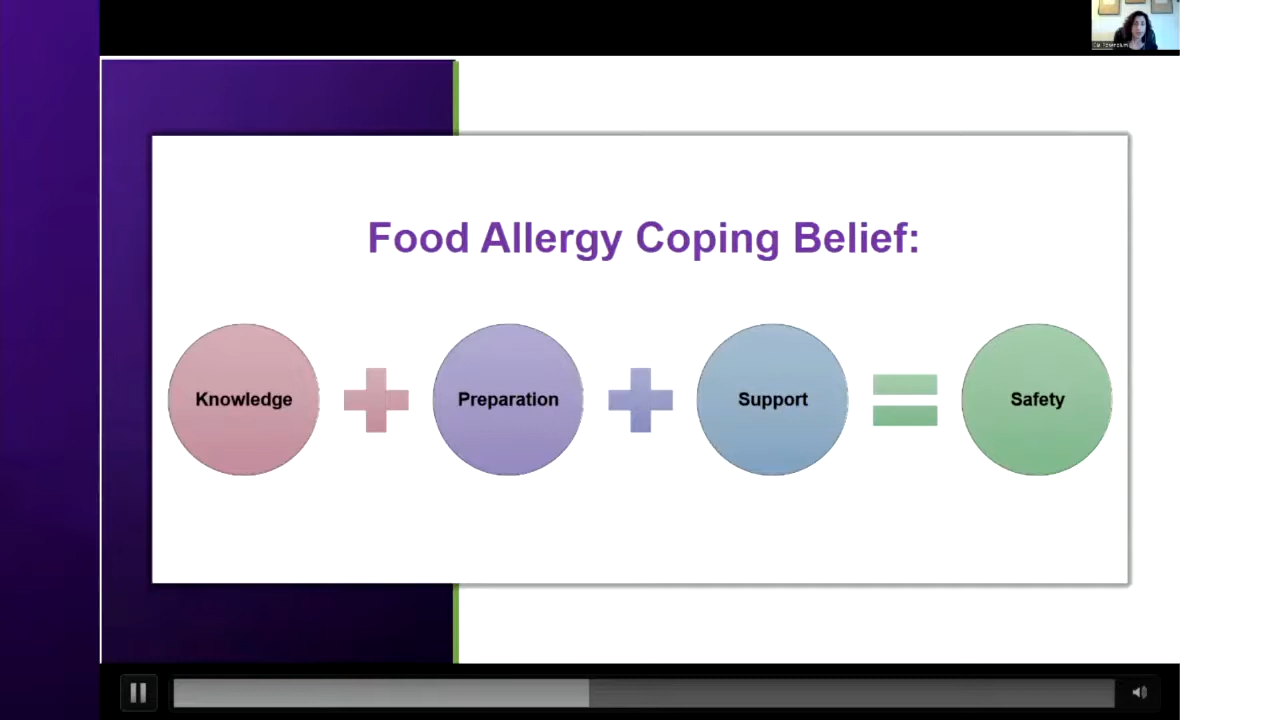 Food Allergy Coping Belief:
Knowledge
Preparation
Support
Safety